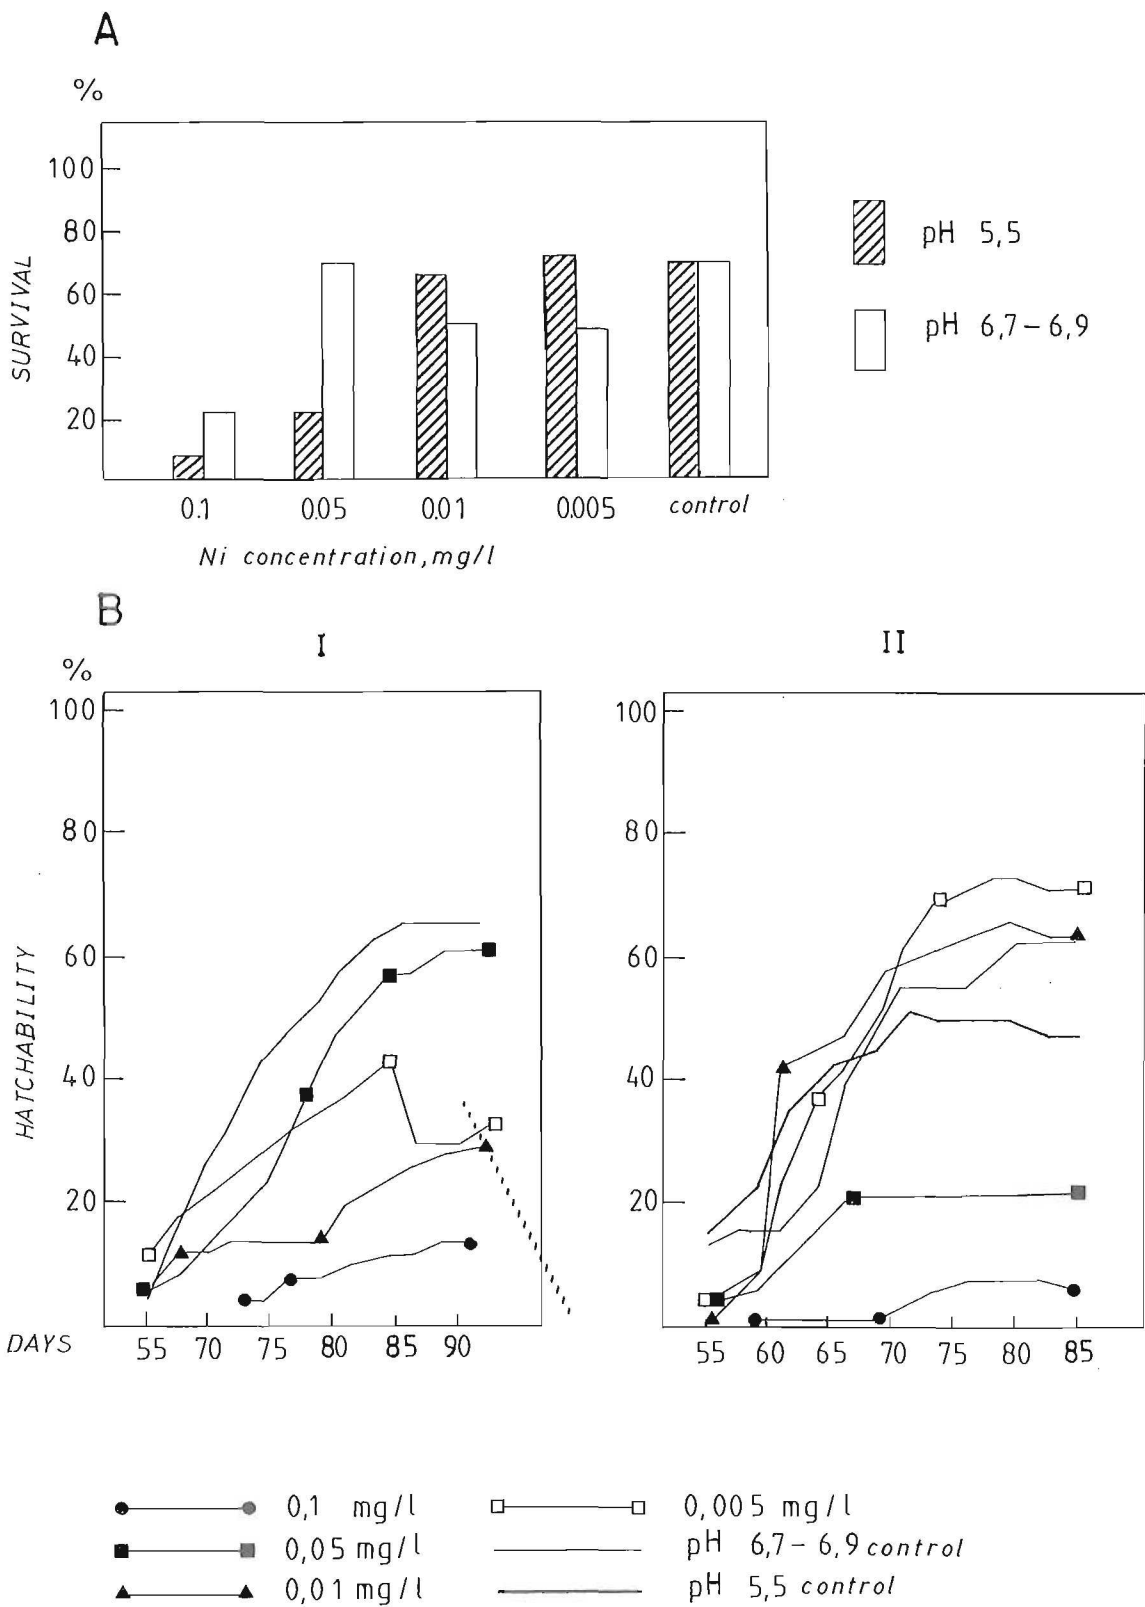 A
%
100
80
60
40
20
SURVIVAL
pH 5,5
pH 6,7-6,9
0.1 0.05 0.01 0.005 control
Ni concentration, mg/l
B
I II
%
100
80
60
40
20
HATCHABILITY
100
80
60
40
20
DAYS 55 70 75 80 85 90
55 60 65 70 75 80 85
0,1 mg/l
0,05 mg/l
0,01 mg/l
0,005 mg/l
pH 6,7-6,9 control
pH 5,5 control